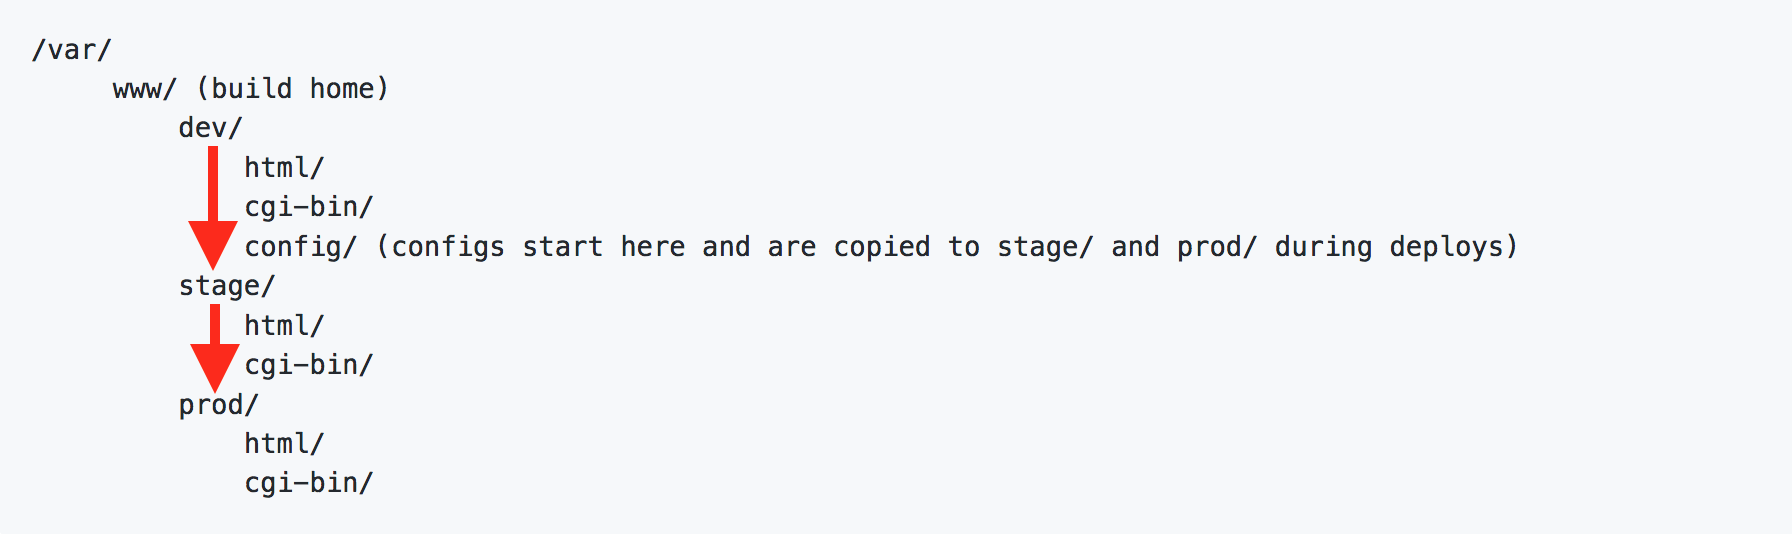 /var/
www/ (build home)
dev/
html/
cgi-bin/
config/ (configs start here and are copied to stage/ and prod/ during deploys)
stage/
html/
cgi-bin/
prod/
html/
cgi-bin/